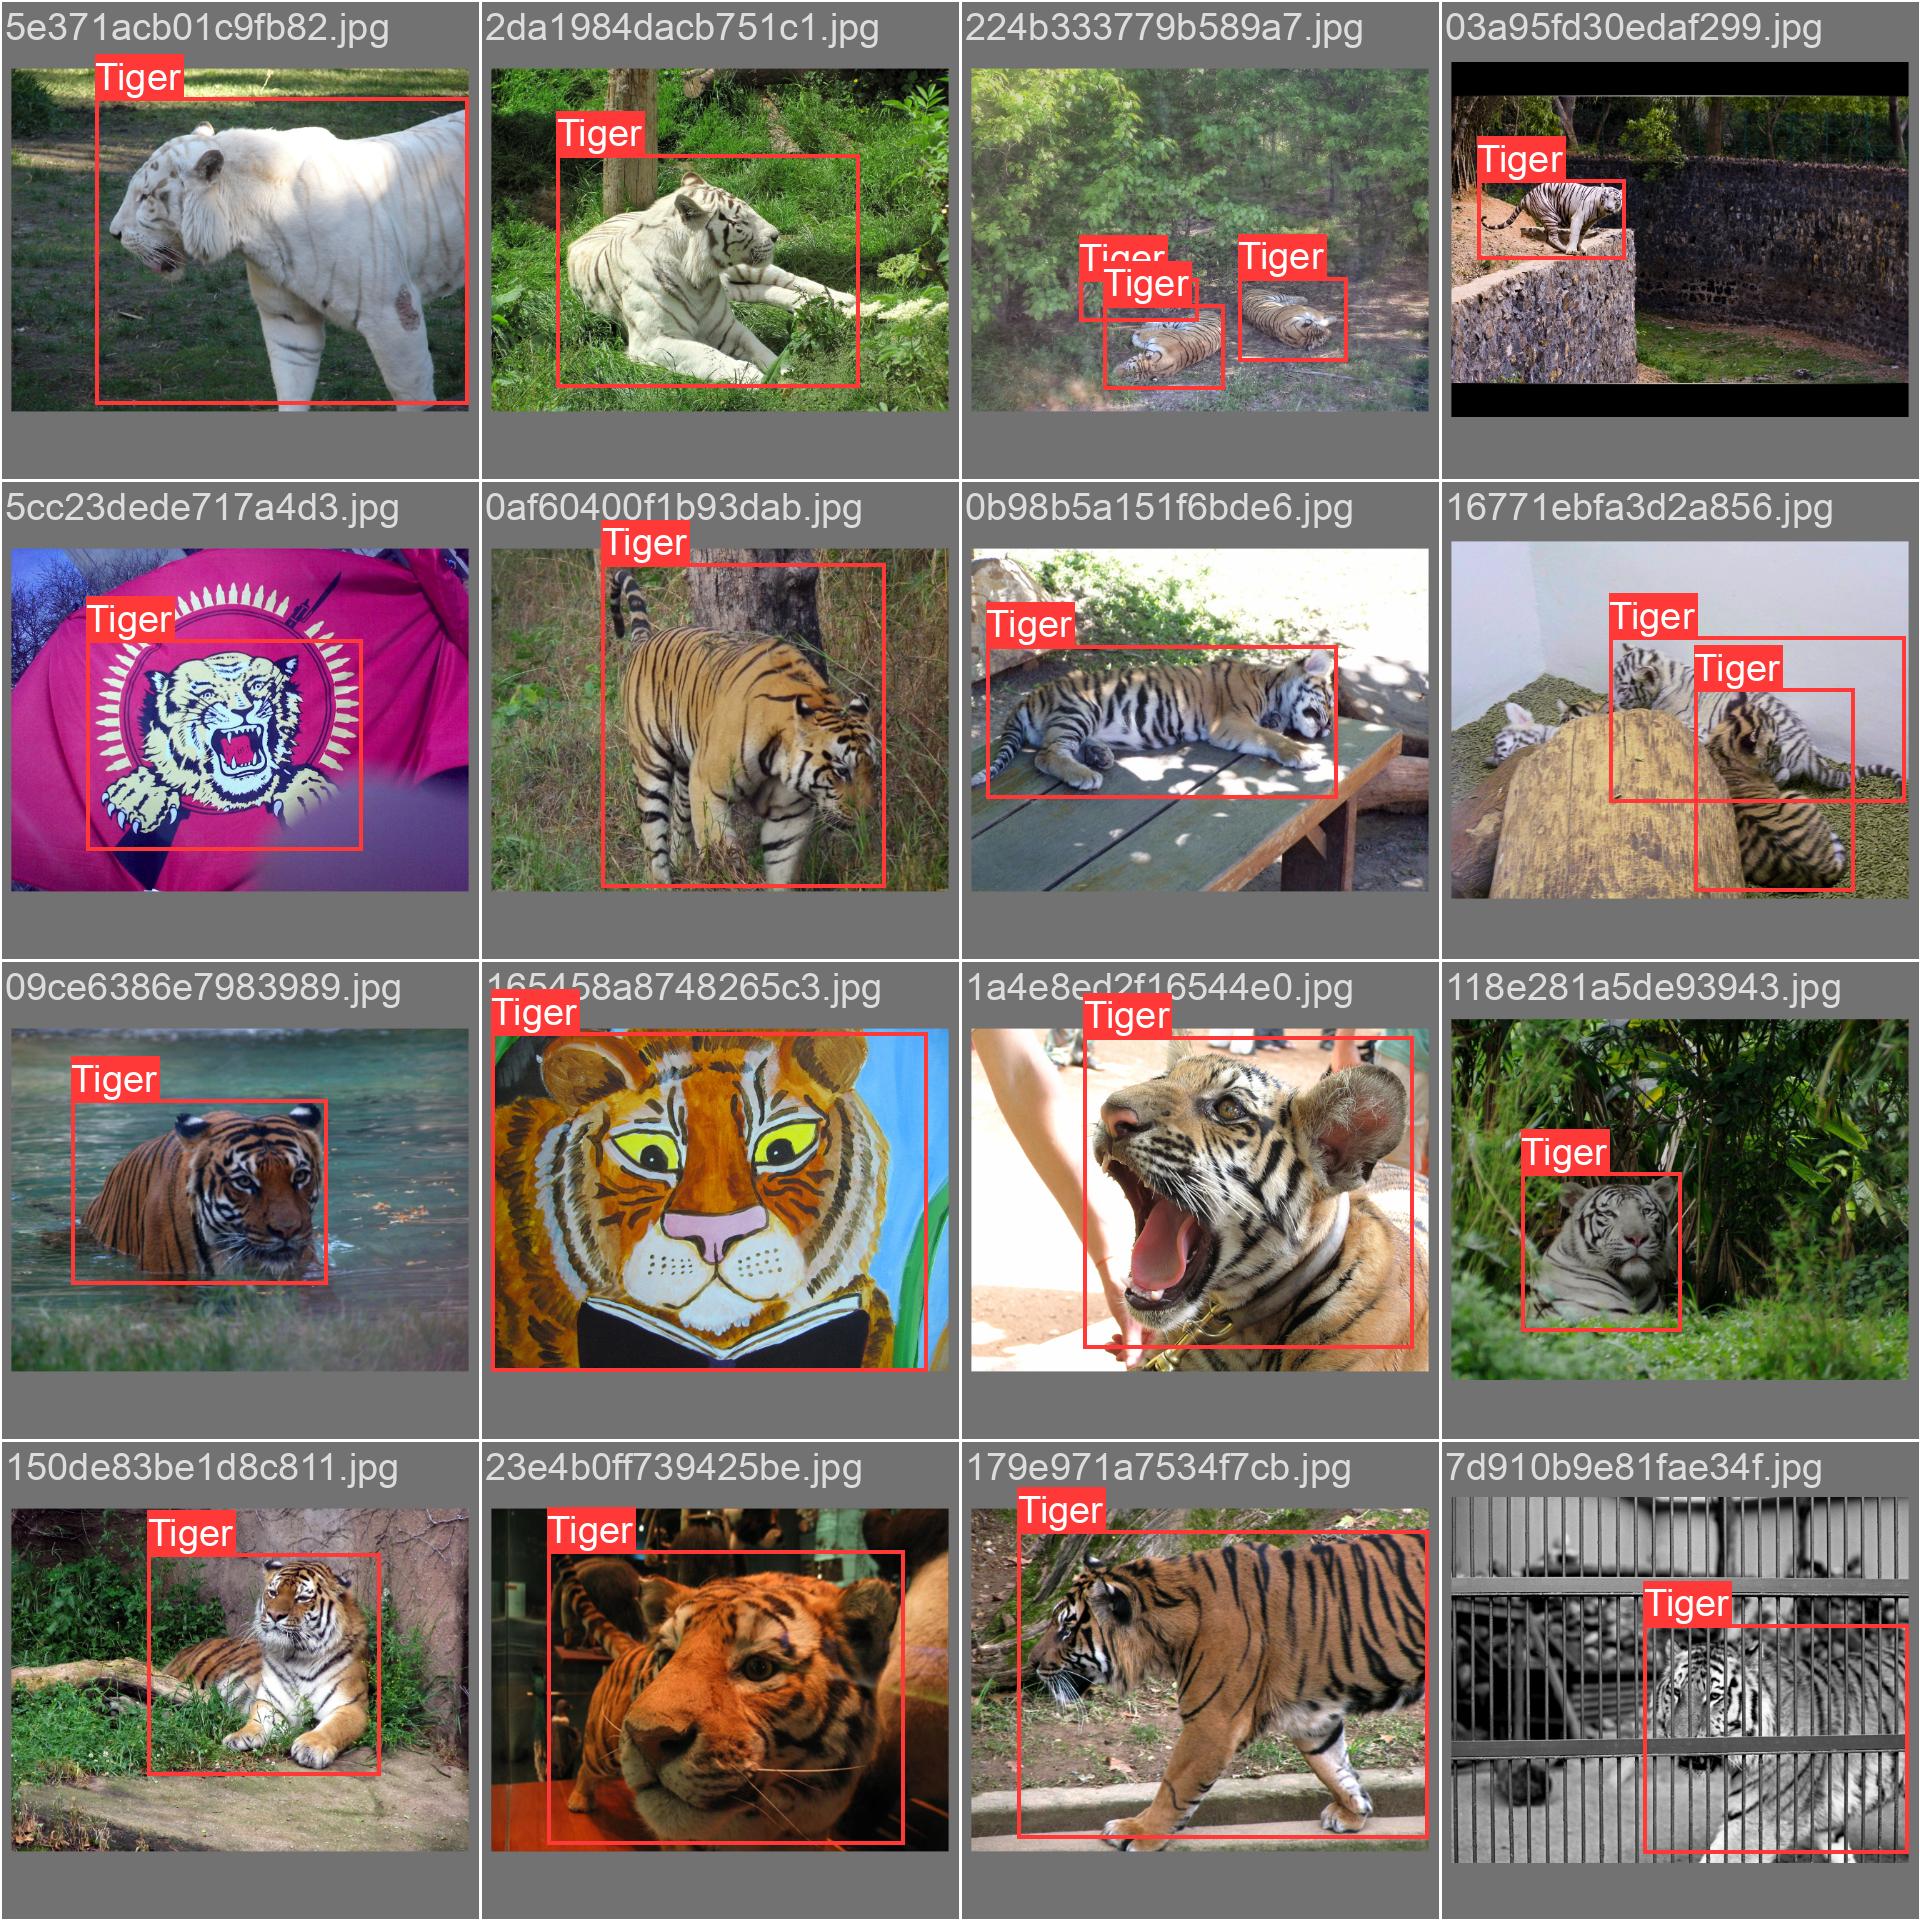 5e371acb01c9fb82.jpg
2da1984dacb751c1.jpg
224b333779b589a7.jpg
03a95fd30edaf299.jpg
Tiger
Tiger
Tiger
Tiger
Tiger
Tiger
5cc23dede717a4d3.jpg
0af60400f1b93dab.jpg
0b98b5a151f6bde6.jpg
16771ebfa3d2a856.jpg
Tiger
Tiger
Tiger
Tiger
Tiger
09ce6386e7983989.jpg
165458a8748265c3.jpg
1a4e8ed2f16544e0.jpg
118e281a5de93943.jpg
Tiger
Tiger
Tiger
Tiger
150de83be1d8c811.jpg
23e4b0ff739425be.jpg
179e971a7534f7cb.jpg
7d910b9e81fae34f.jpg
Tiger
Tiger
Tiger
Tiger